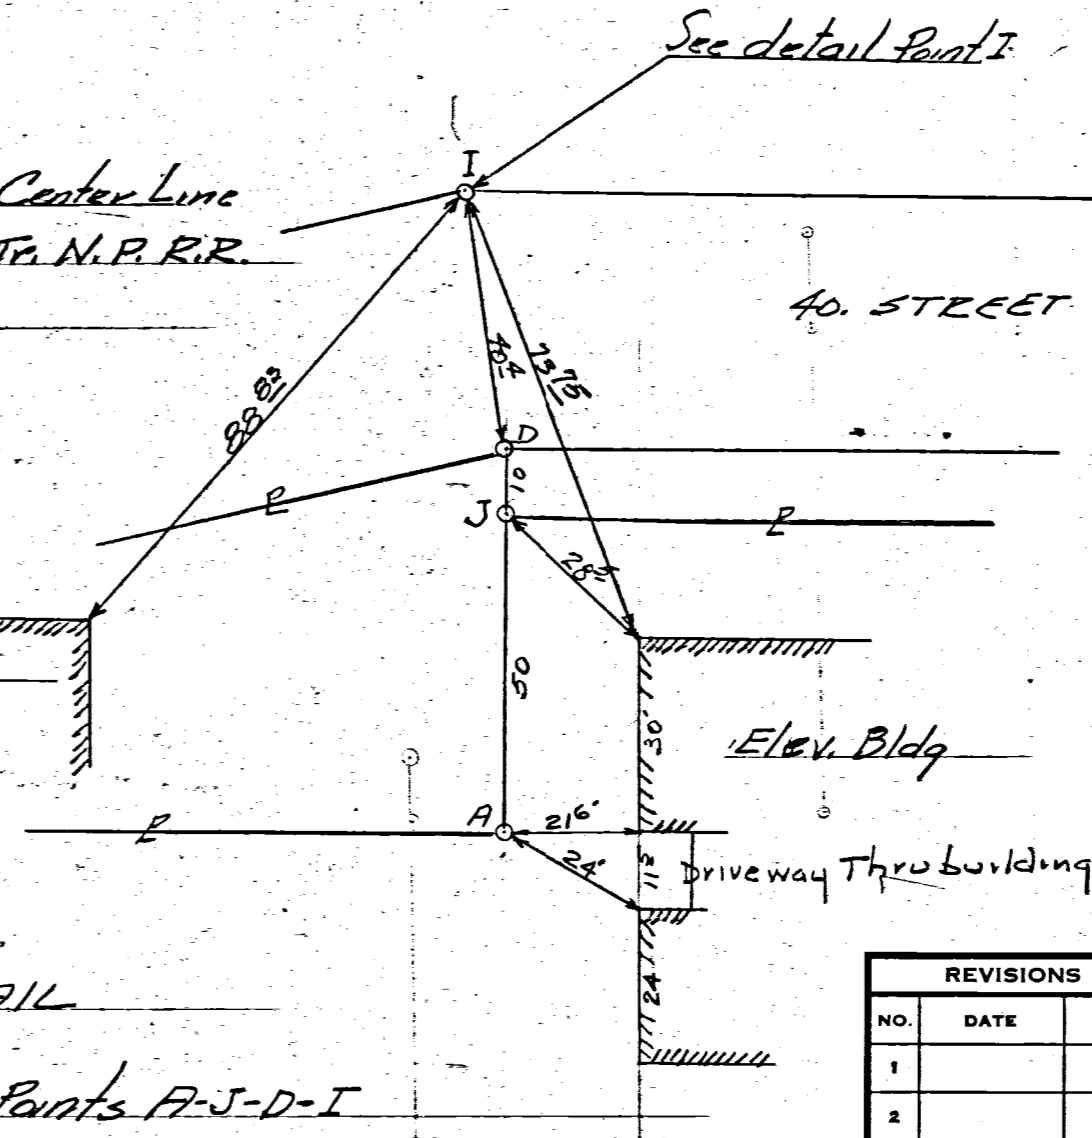 See detail Point I
I
Center Line
Tr. N.P. R.R.
40. STREET
40 4
73 75
88 83
D
10
P
J
P
28 5
50
30'
Elev. Bldg
A
21 6
P
24'
11 3
Driveway Thru building
24
Points A-J-D-I
REVISIONS
NO. DATE
1
2